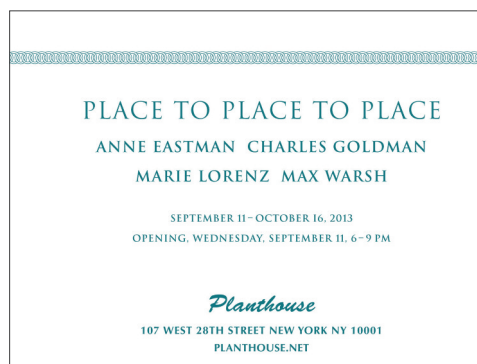 PLACE TO PLACE TO PLACE
ANNE EASTMAN CHARLES GOLDMAN
MARIE LORENZ MAX WARSH
SEPTEMBER 11–OCTOBER 16, 2013
OPENING, WEDNESDAY, SEPTEMBER 11, 6–9 PM
Planthouse
107 WEST 28TH STREET NEW YORK NY 10001
PLANTHOUSE.NET